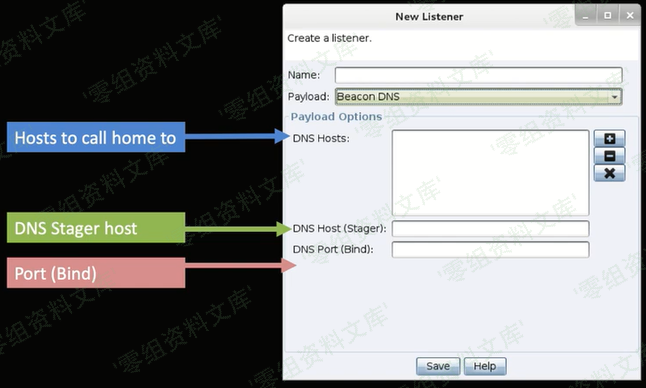 New Listener
Create a listener.
Name:
Payload: Beacon DNS
Payload Options
Hosts to call home to
DNS Hosts:
DNS Stager host
DNS Host (Stager):
DNS Port (Bind):
Port (Bind)
Save Help
'零组资料文库'